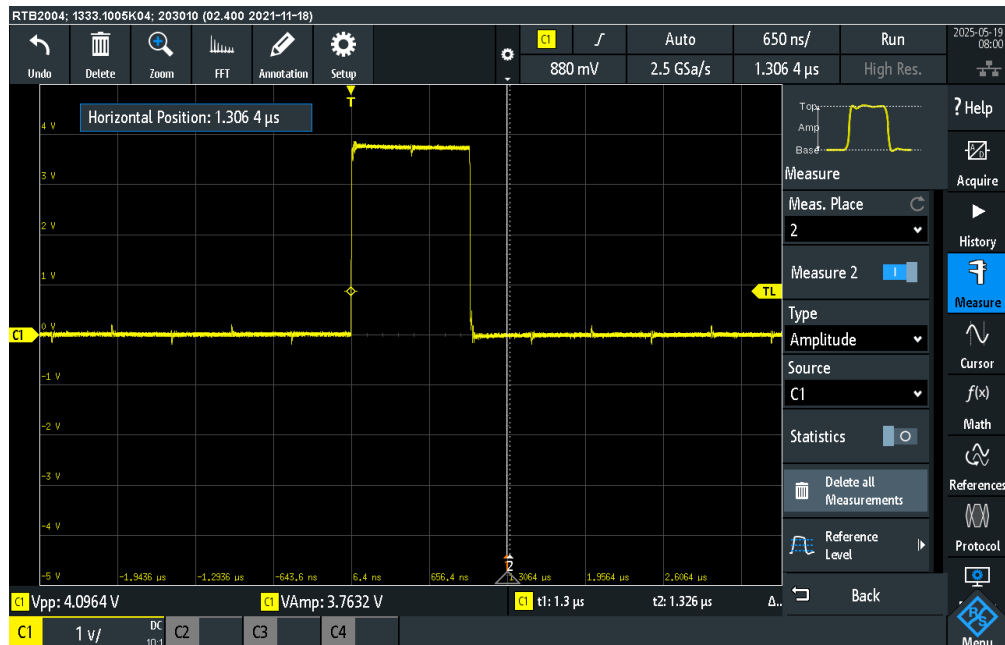 RTB2004; 1333.1005K04; 203010 (02.400 2021-11-18)
Undo
Delete
Zoom
FFT
Annotation
Setup
C1
Auto
650 ns/
Run
880 mV
2.5 GSa/s
1.306 4 µs
High Res.
2025-05-19
08:00
T
Horizontal Position: 1.306 4 µs
4 V
3 V
2 V
1 V
0 V
-1 V
-2 V
-3 V
-4 V
-5 V
C1
TL
2
-1.9436 µs
-1.2936 µs
-643.6 ns
6.4 ns
656.4 ns
1.3064 µs
1.9564 µs
2.6064 µs
Top
Amp
Base
Measure
Meas. Place
2
Measure 2
Type
Amplitude
Source
C1
Statistics
Delete all
Measurements
Reference
Level
Back
? Help
Acquire
History
Measure
Cursor
f(x)
Math
References
Protocol
R&S
Menu
C1 Vpp: 4.0964 V
C1 VAmp: 3.7632 V
C1 t1: 1.3 µs
t2: 1.326 µs
Δ..
C1
1 V/
DC
10:1
C2
C3
C4